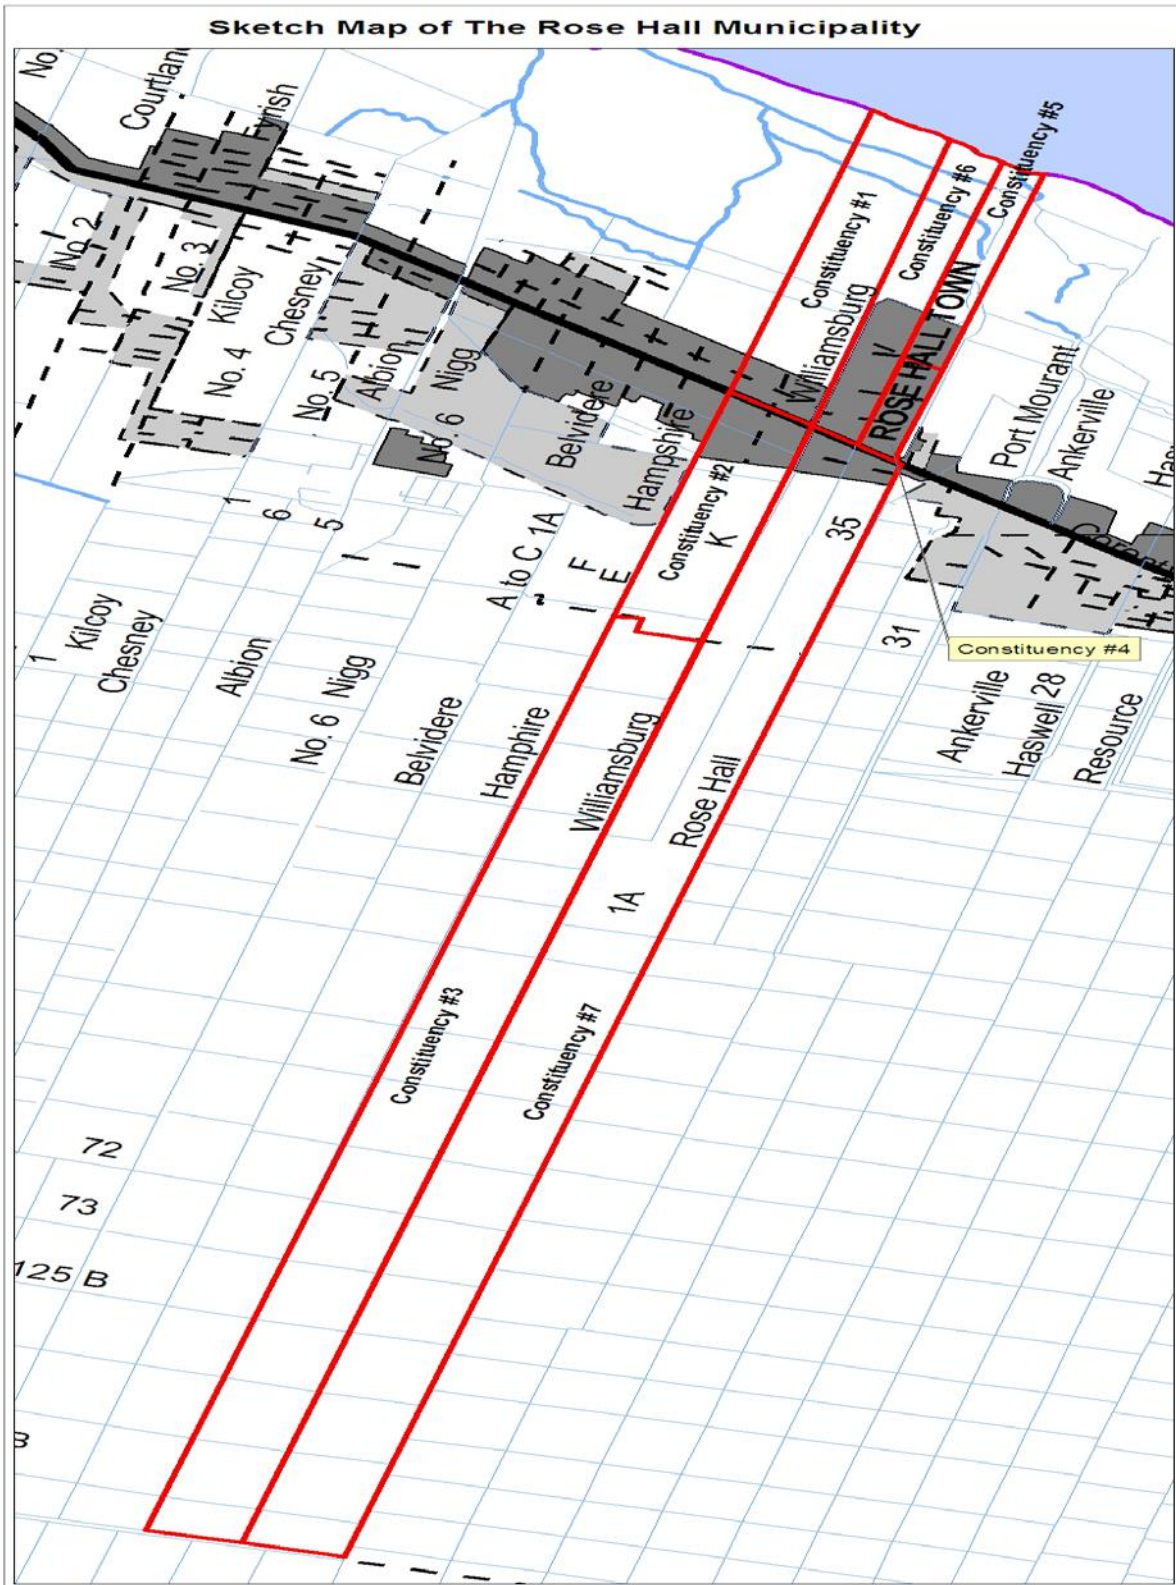 Sketch Map of The Rose Hall Municipality
No.
Courtlan
Fyrish
Constituency #5
Constituency #6
Constituency #1
No. 2
No. 3
Kilcoy
Chesney
No. 4
No. 5
Albion
Nigg
No. 6
Belvidere
Hampshire
Williamsburg
V
ROSE HALL TOWN
Port Mourant
Ankerville
Constituency #2
K
35
1
6
5
A to C 1A
F
E
31
Constituency #4
1
Kilcoy
Chesney
Albion
No. 6 Nigg
Belvidere
Hamphire
Williamsburg
Rose Hall
1A
Ankerville
Haswell 28
Resource
Constituency #3
Constituency #7
72
73
125 B